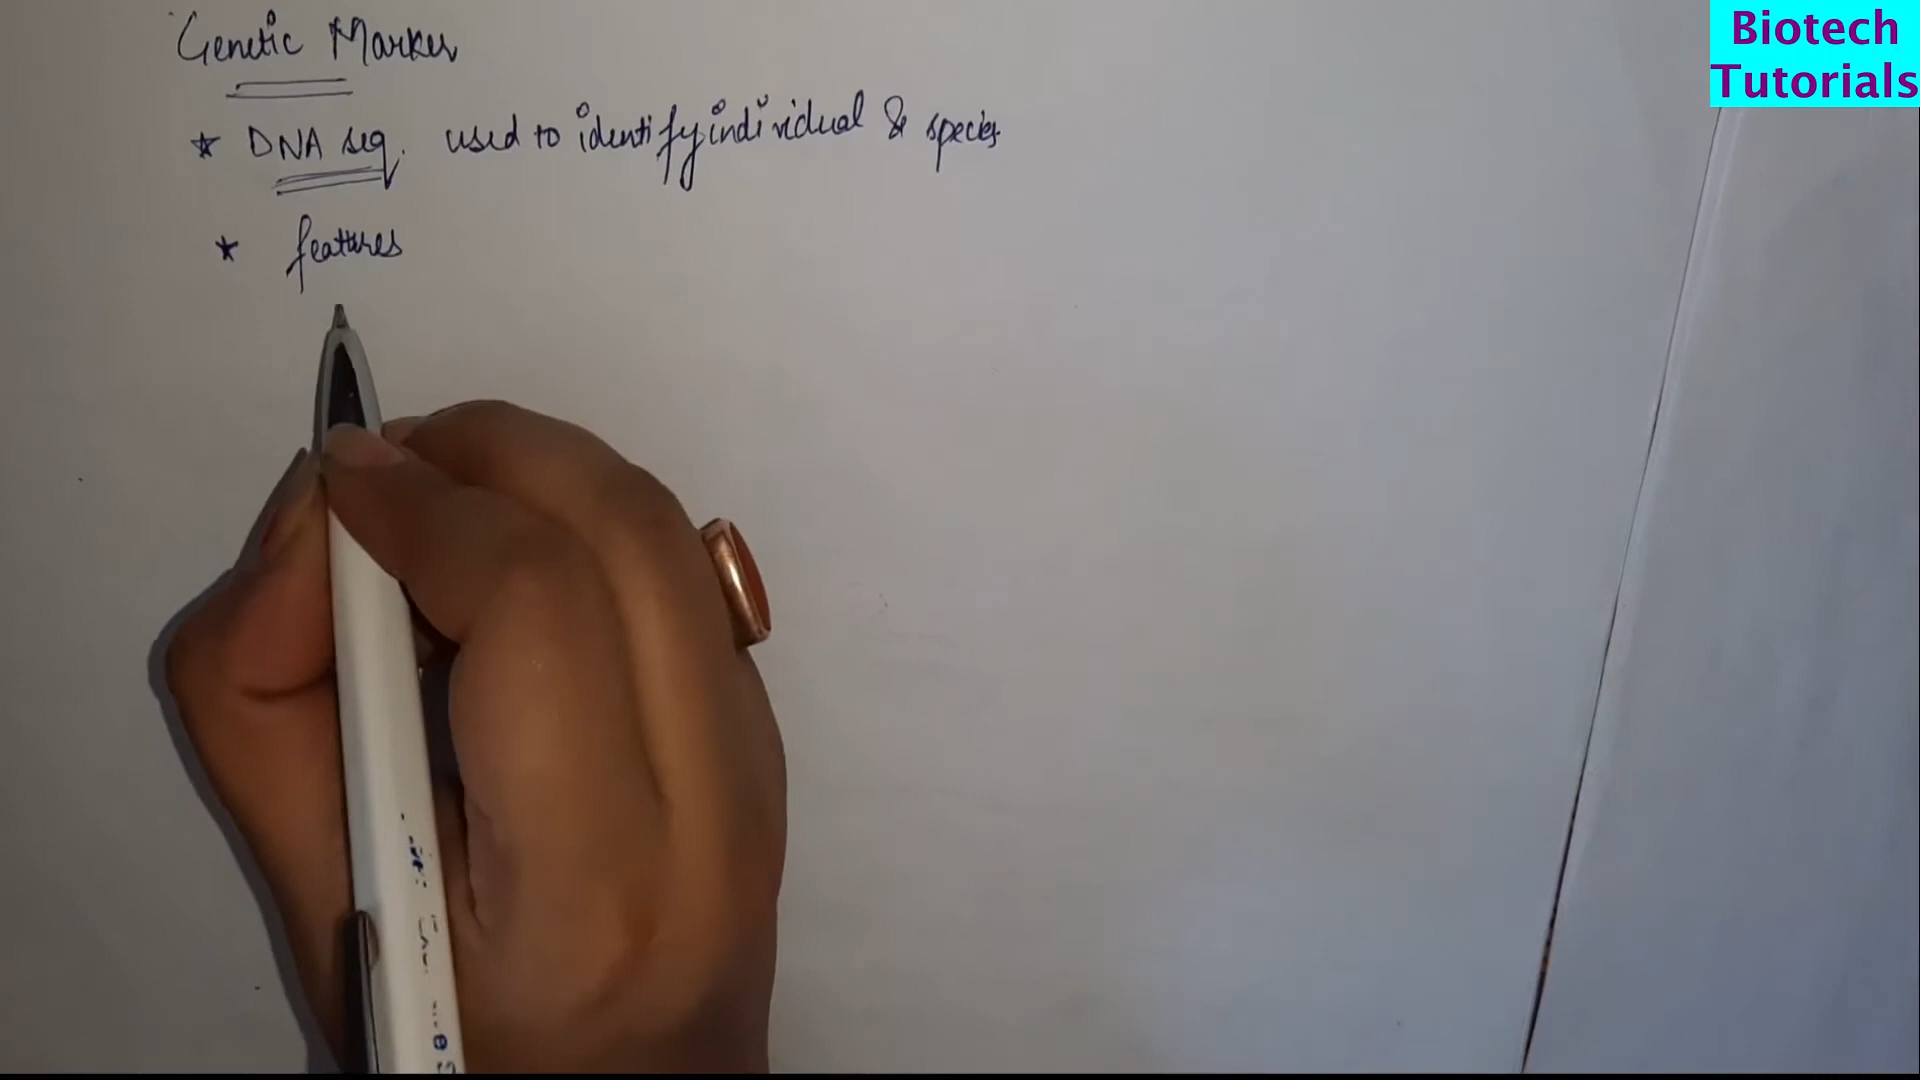 Genetic Marker
* DNA seq. used to identify individual & species
* features
Biotech
Tutorials